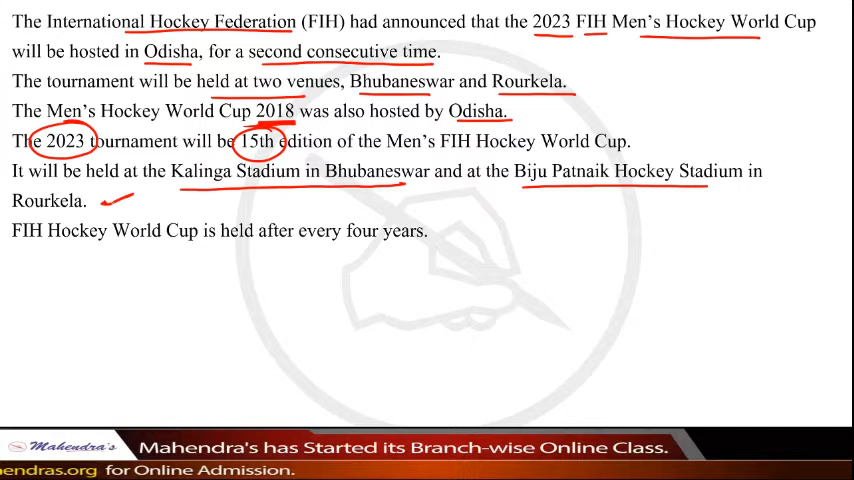 The International Hockey Federation (FIH) had announced that the 2023 FIH Men's Hockey World Cup
will be hosted in Odisha, for a second consecutive time.
The tournament will be held at two venues, Bhubaneswar and Rourkela.
The Men's Hockey World Cup 2018 was also hosted by Odisha.
The 2023 tournament will be 15th edition of the Men's FIH Hockey World Cup.
It will be held at the Kalinga Stadium in Bhubaneswar and at the Biju Patnaik Hockey Stadium in
Rourkela.
FIH Hockey World Cup is held after every four years.
Mahendra's
Mahendra's has Started its Branch-wise Online Class.
hendras.org for Online Admission.